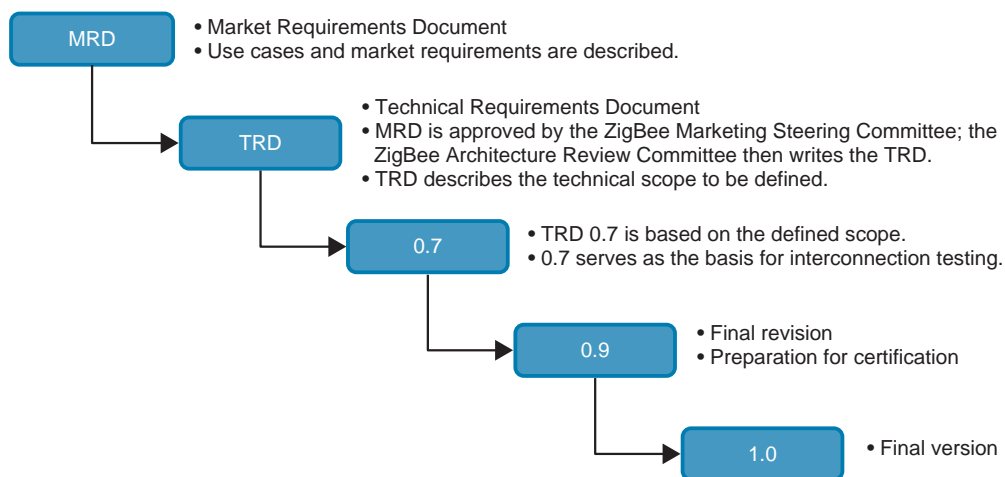 MRD
• Market Requirements Document
• Use cases and market requirements are described.
TRD
• Technical Requirements Document
• MRD is approved by the ZigBee Marketing Steering Committee; the
ZigBee Architecture Review Committee then writes the TRD.
• TRD describes the technical scope to be defined.
0.7
• TRD 0.7 is based on the defined scope.
• 0.7 serves as the basis for interconnection testing.
0.9
• Final revision
• Preparation for certification
1.0
• Final version